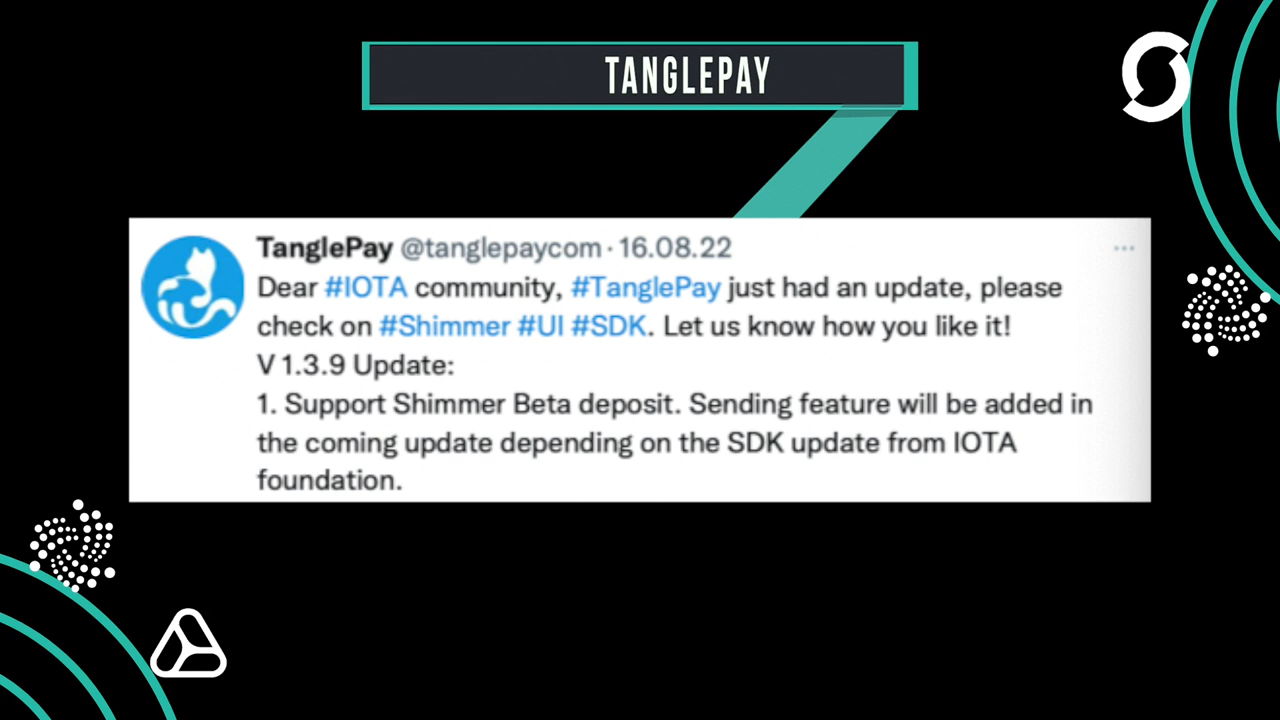 TANGLEPAY
TanglePay @tanglepaycom · 16.08.22
Dear #IOTA community, #TanglePay just had an update, please
check on #Shimmer #UI #SDK. Let us know how you like it!
V 1.3.9 Update:
1. Support Shimmer Beta deposit. Sending feature will be added in
the coming update depending on the SDK update from IOTA
foundation.